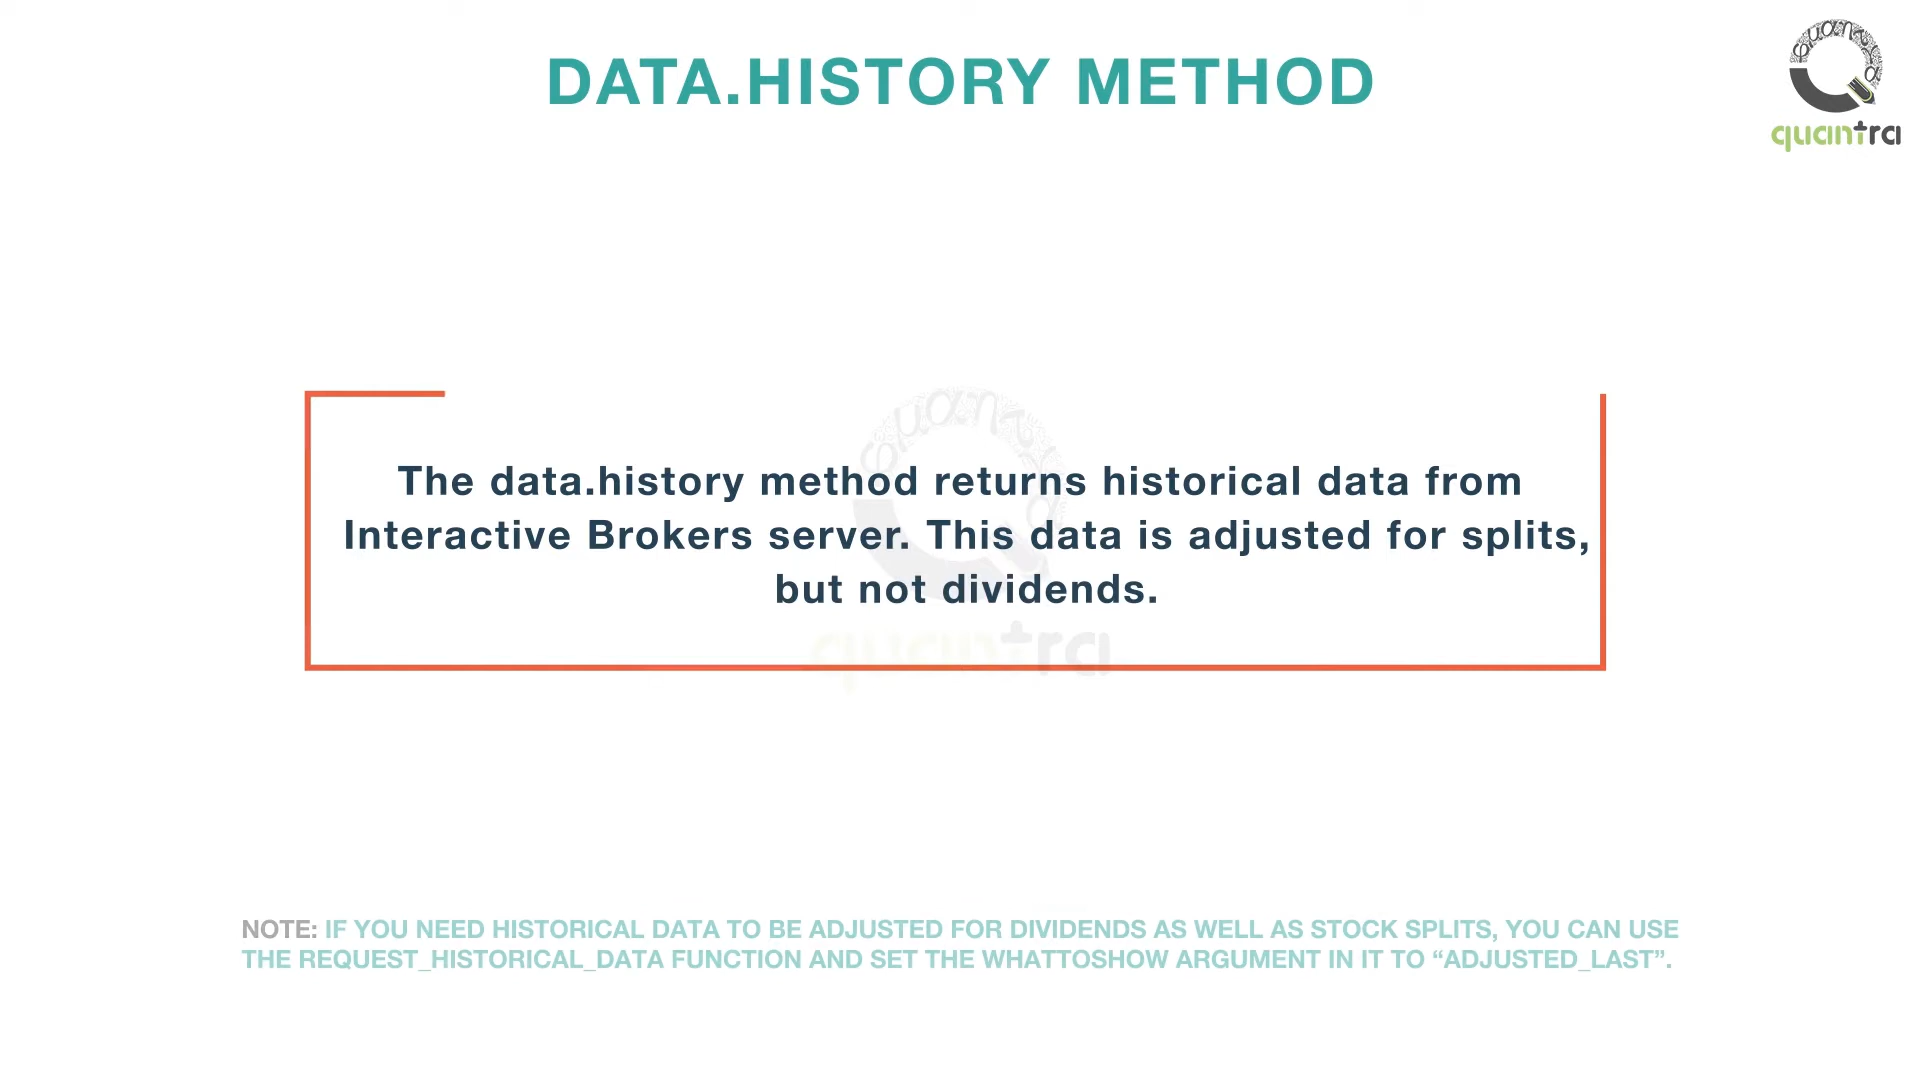 DATA.HISTORY METHOD
quantra
The data.history method returns historical data from
Interactive Brokers server. This data is adjusted for splits,
but not dividends.
quantra
NOTE: IF YOU NEED HISTORICAL DATA TO BE ADJUSTED FOR DIVIDENDS AS WELL AS STOCK SPLITS, YOU CAN USE
THE REQUEST_HISTORICAL_DATA FUNCTION AND SET THE WHATTOSHOW ARGUMENT IN IT TO “ADJUSTED_LAST”.